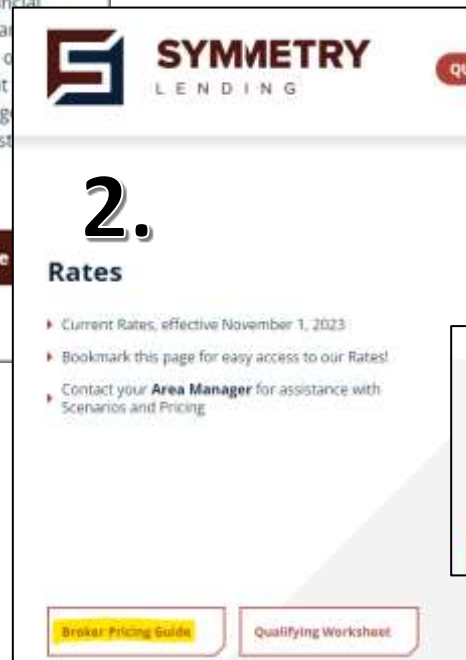 SYMMETRY
LENDING
QU
2.
Rates
Current Rates, effective November 1, 2023
Bookmark this page for easy access to our Rates!
Contact your Area Manager for assistance with
Scenarios and Pricing
Broker Pricing Guide
Qualifying Worksheet